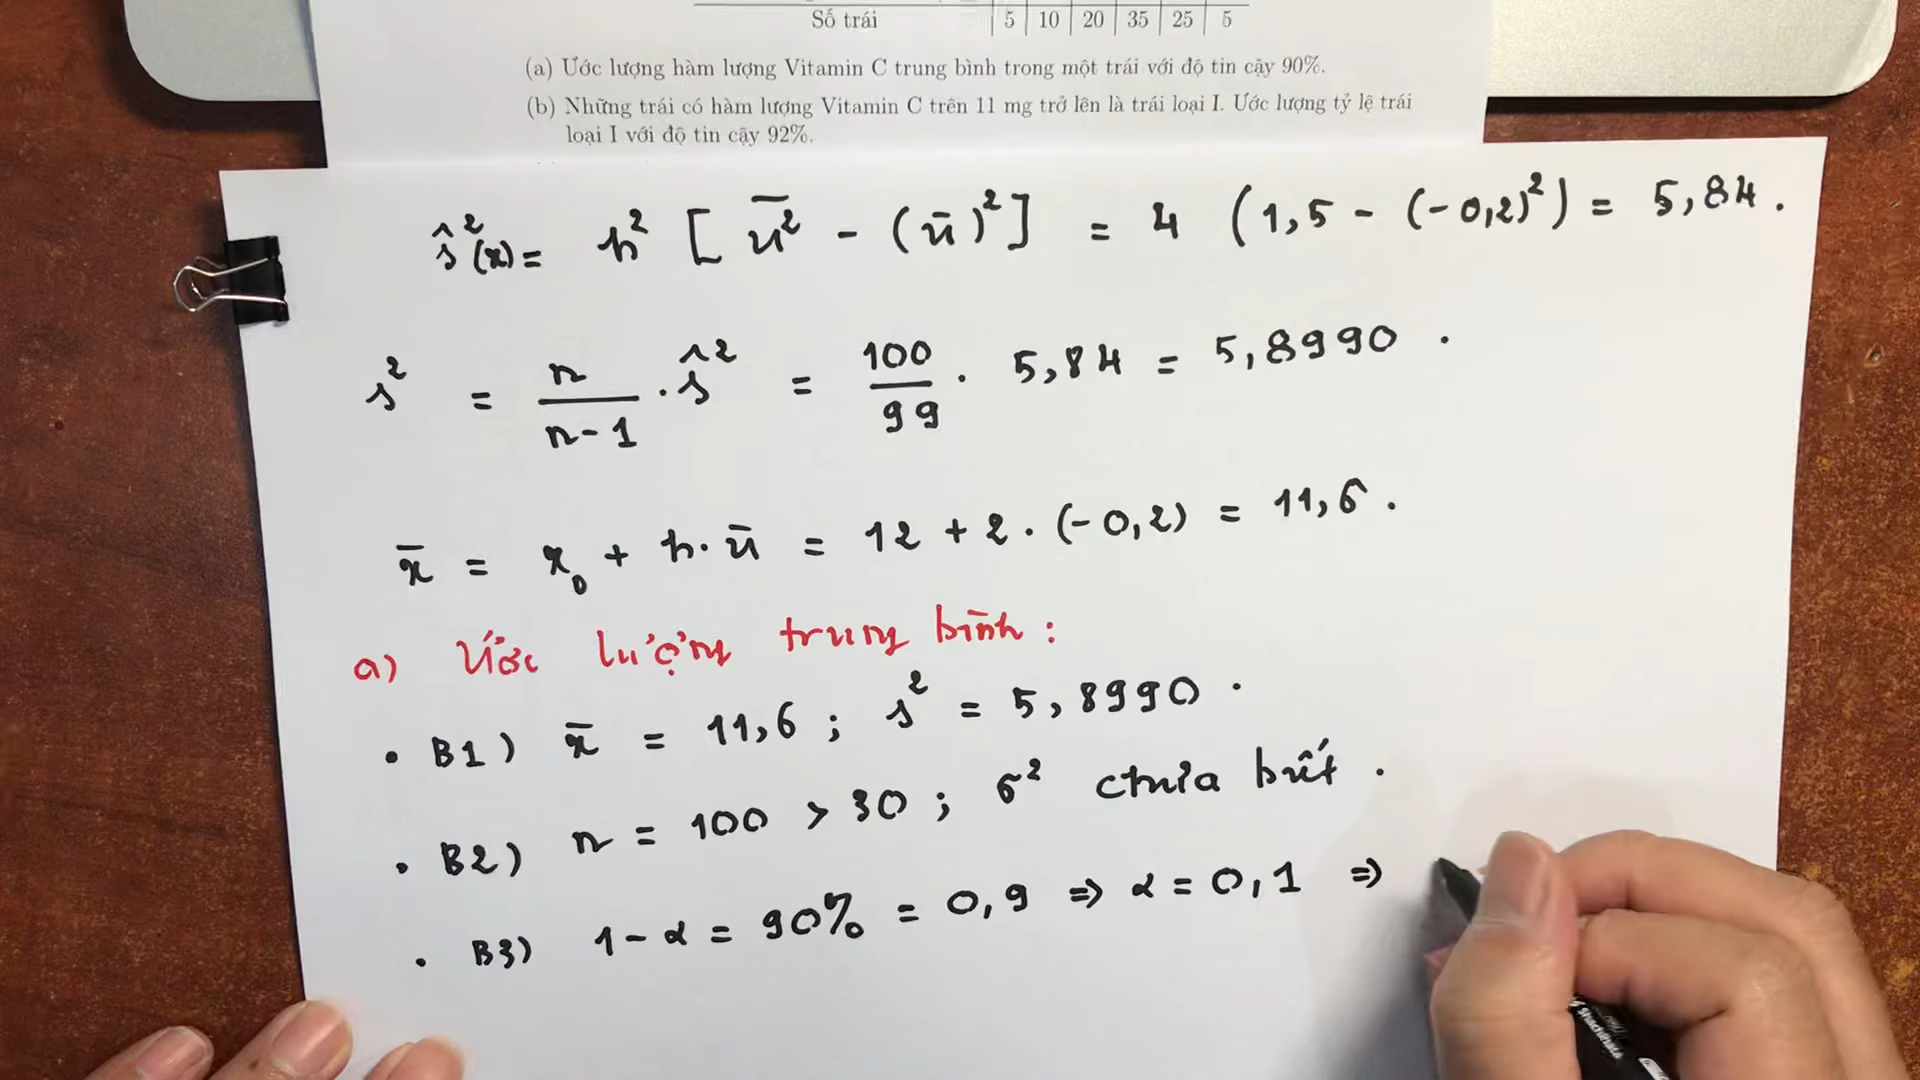 Số trái 5 10 20 35 25 5
(a) Ước lượng hàm lượng Vitamin C trung bình trong một trái với độ tin cậy 90%.
(b) Những trái có hàm lượng Vitamin C trên 11 mg trở lên là trái loại I. Ước lượng tỷ lệ trái
loại I với độ tin cậy 92%.
ŝ²(x) = h² [ u̅² - (ū)² ] = 4 (1,5 - (-0,2)²) = 5,84.
s² = n/(n-1) . ŝ² = 100/99 . 5,84 = 5,8990.
x̄ = x₀ + h.ū = 12 + 2.(-0,2) = 11,6.
a) Ước lượng trung bình:
• B1) x̄ = 11,6 ; s² = 5,8990.
• B2) n = 100 > 30 ; σ² chưa biết.
• B3) 1-α = 90% = 0,9 ⇒ α = 0,1 ⇒